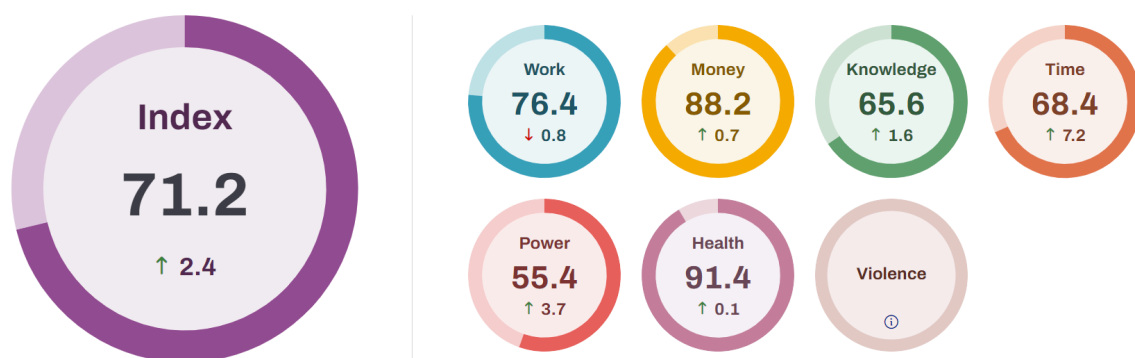 Index
71.2
↑ 2.4
Work
76.4
↓ 0.8
Money
88.2
↑ 0.7
Knowledge
65.6
↑ 1.6
Time
68.4
↑ 7.2
Power
55.4
↑ 3.7
Health
91.4
↑ 0.1
Violence